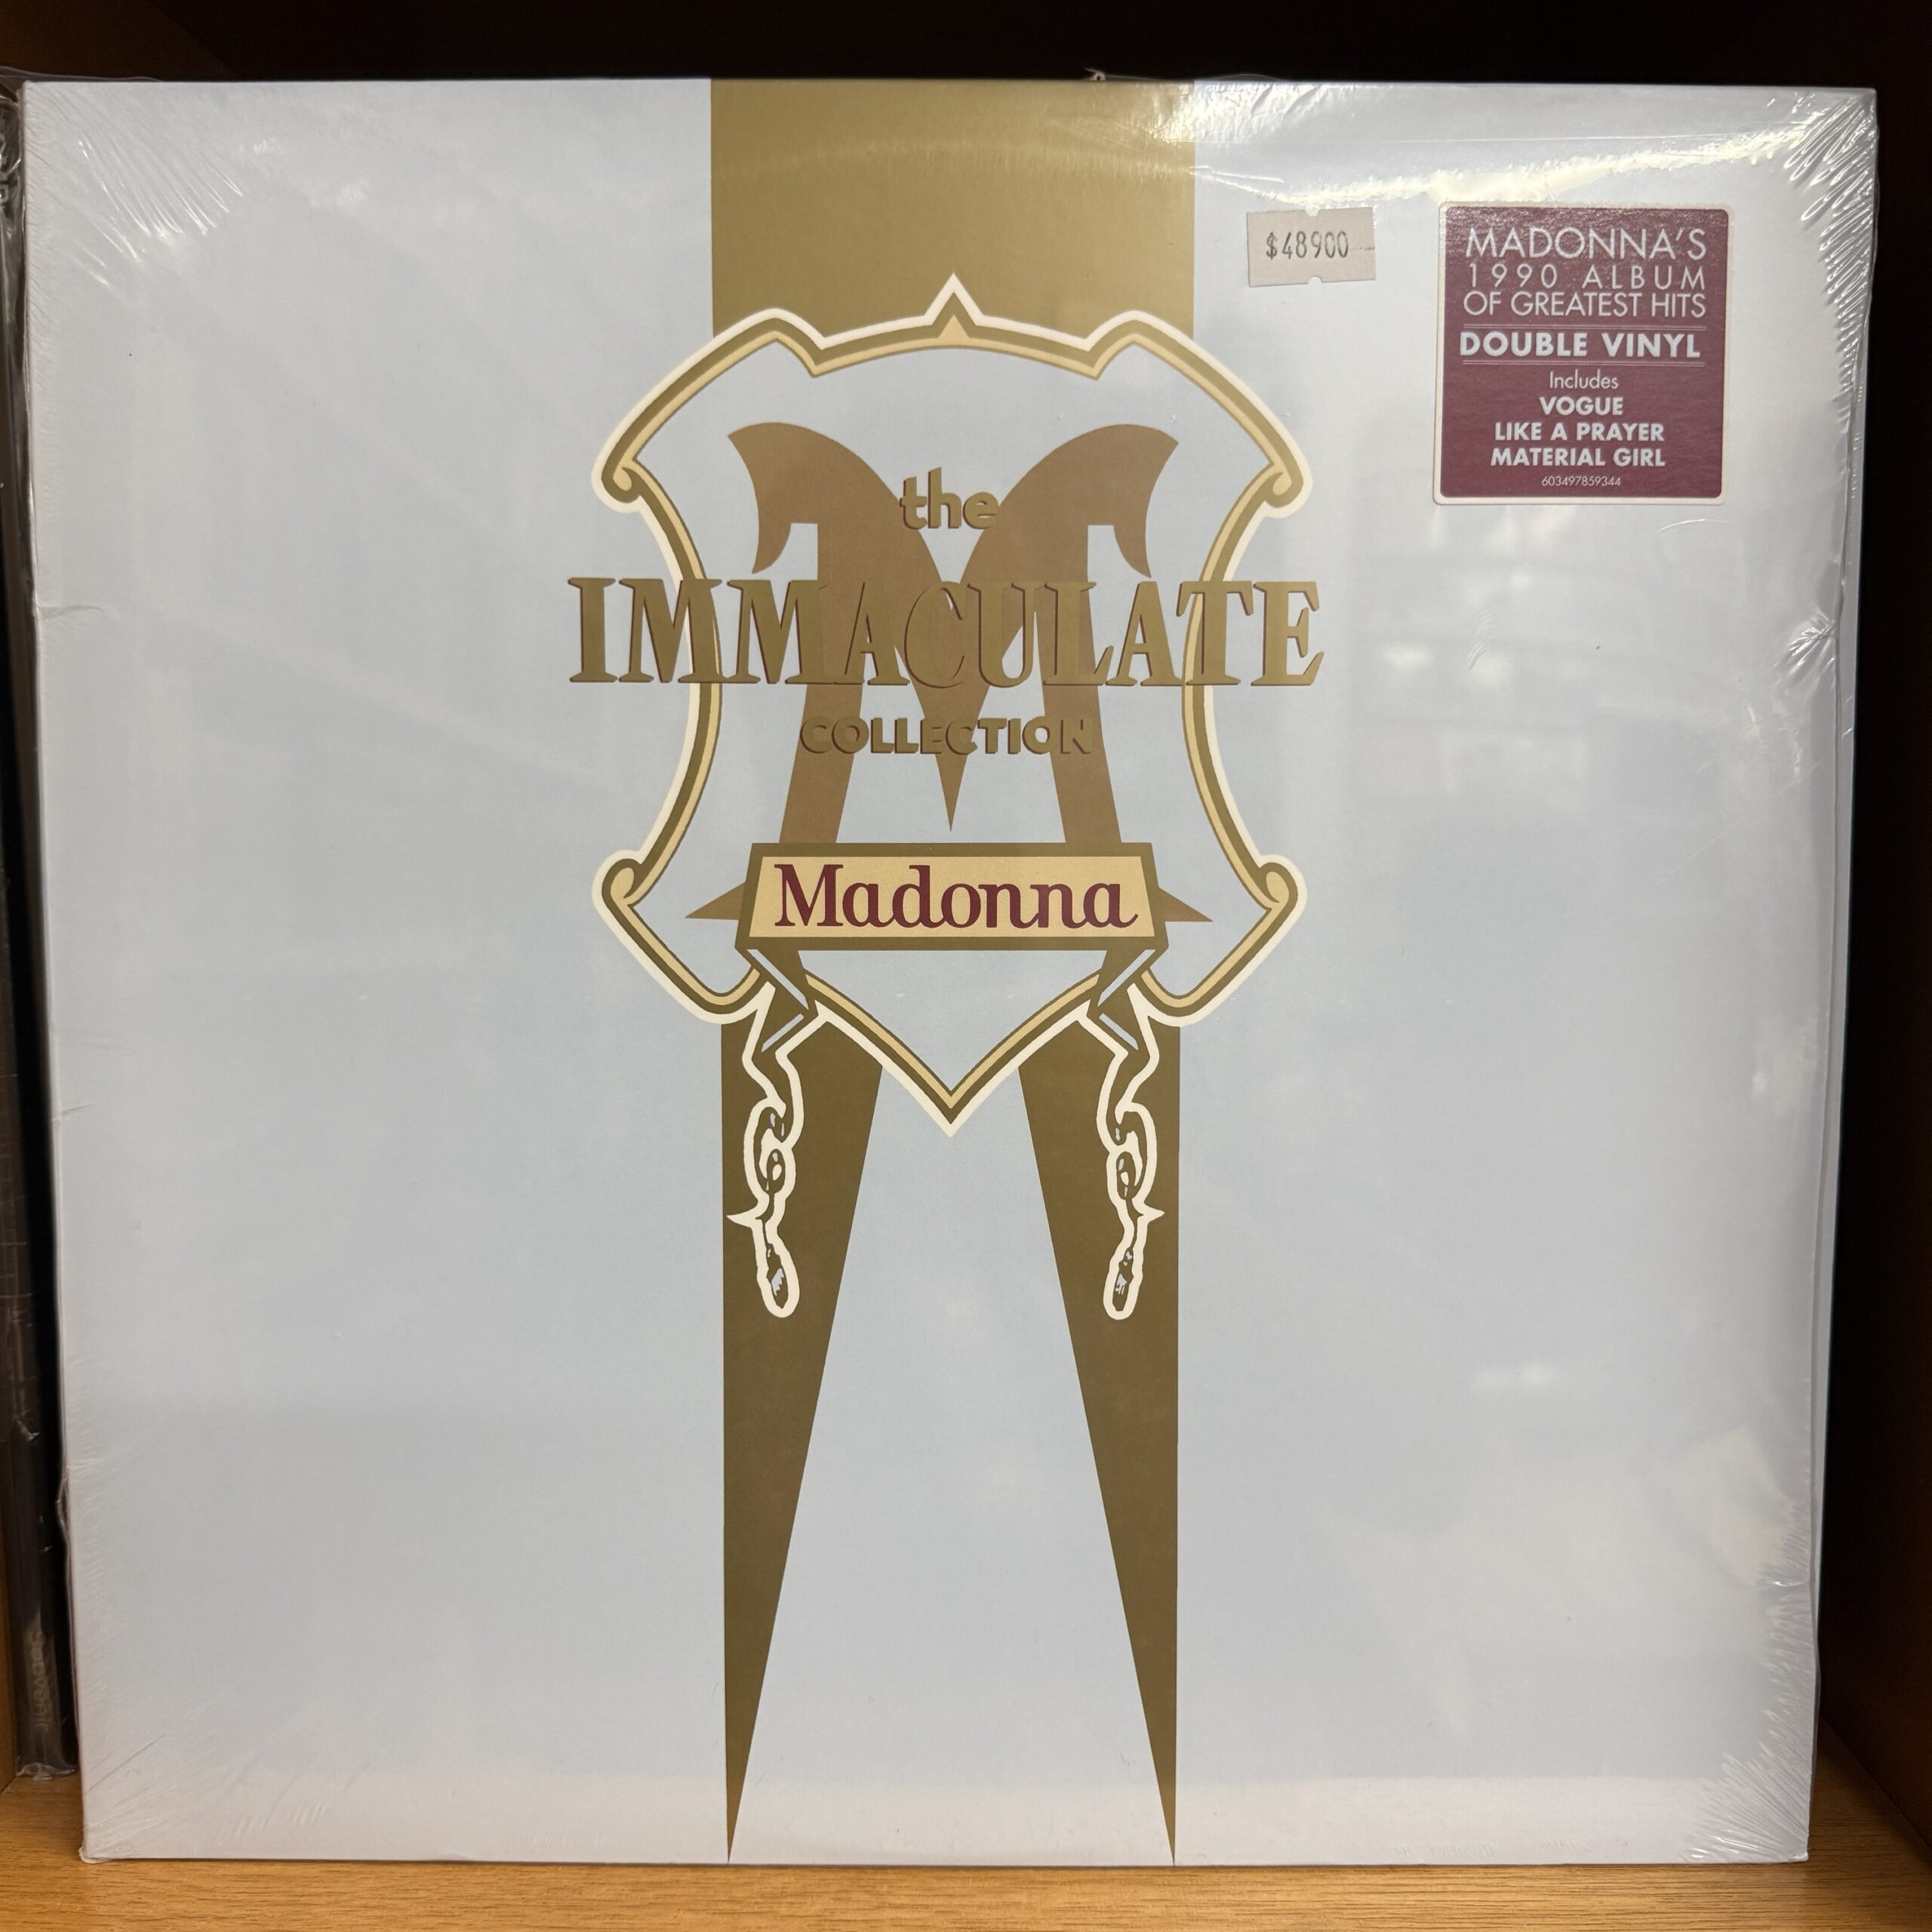 $48900
MADONNA'S
1990 ALBUM
OF GREATEST HITS
DOUBLE VINYL
Includes
VOGUE
LIKE A PRAYER
MATERIAL GIRL
603497859344
the
IMMACULATE
COLLECTION
Madonna